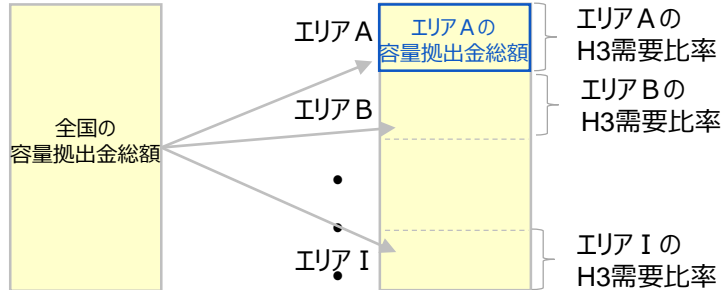 全国の
容量拠出金総額
エリアA
エリアB
・
・
エリアI
・
エリアAの
容量拠出金総額
エリアAの
H3需要比率
エリアBの
H3需要比率
エリアIの
H3需要比率